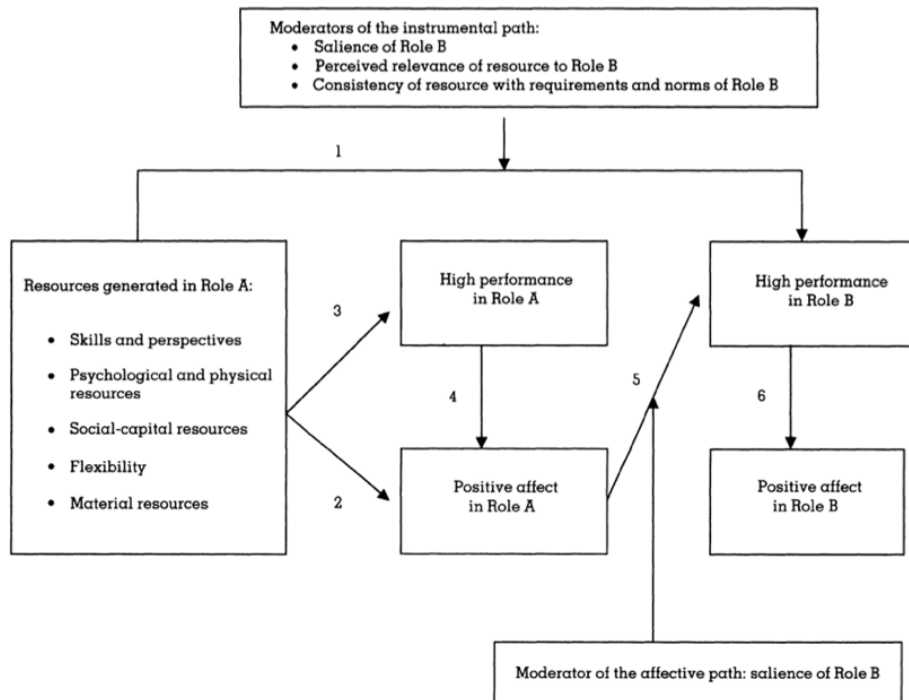 Moderators of the instrumental path:
• Salience of Role B
• Perceived relevance of resource to Role B
• Consistency of resource with requirements and norms of Role B
1
Resources generated in Role A:
• Skills and perspectives
• Psychological and physical
resources
• Social-capital resources
• Flexibility
• Material resources
3
2
High performance
in Role A
4
Positive affect
in Role A
5
High performance
in Role B
6
Positive affect
in Role B
Moderator of the affective path: salience of Role B